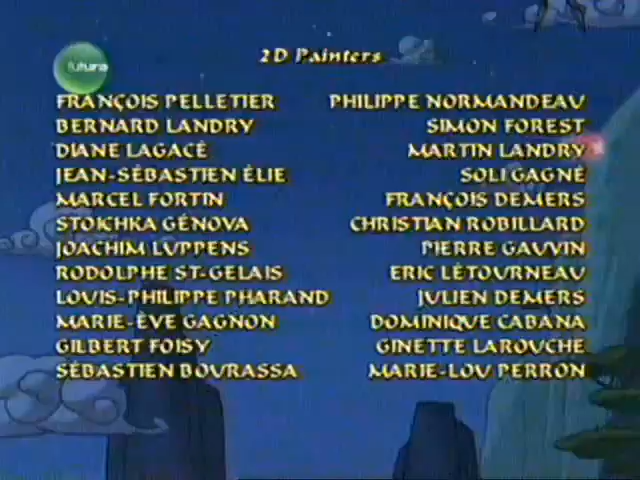 futura
2D Painters
FRANÇOIS PELLETIER PHILIPPE NORMANDEAU
BERNARD LANDRY SIMON FOREST
DIANE LAGACÉ MARTIN LANDRY
JEAN-SÉBASTIEN ÉLIE SOLI GAGNÉ
MARCEL FORTIN FRANÇOIS DEMERS
STOICHKA GÉNOVA CHRISTIAN ROBILLARD
JOACHIM LUPPENS PIERRE GAUVIN
RODOLPHE ST-GELAIS ERIC LÉTOURNEAU
LOUIS-PHILIPPE PHARAND JULIEN DEMERS
MARIE-ÈVE GAGNON DOMINIQUE CABANA
GILBERT FOISY GINETTE LAROUCHE
SÉBASTIEN BOURASSA MARIE-LOU PERRON